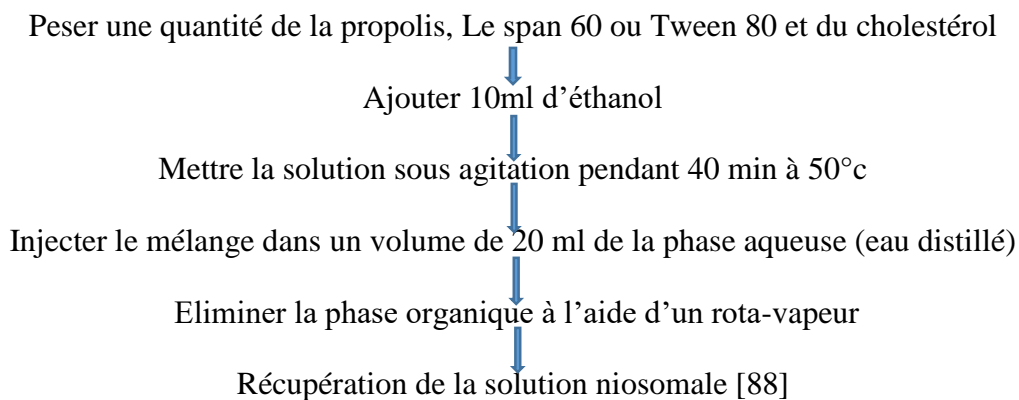 Peser une quantité de la propolis, Le span 60 ou Tween 80 et du cholestérol
Ajouter 10ml d’éthanol
Mettre la solution sous agitation pendant 40 min à 50°c
Injecter le mélange dans un volume de 20 ml de la phase aqueuse (eau distillé)
Eliminer la phase organique à l’aide d’un rota-vapeur
Récupération de la solution niosomale [88]